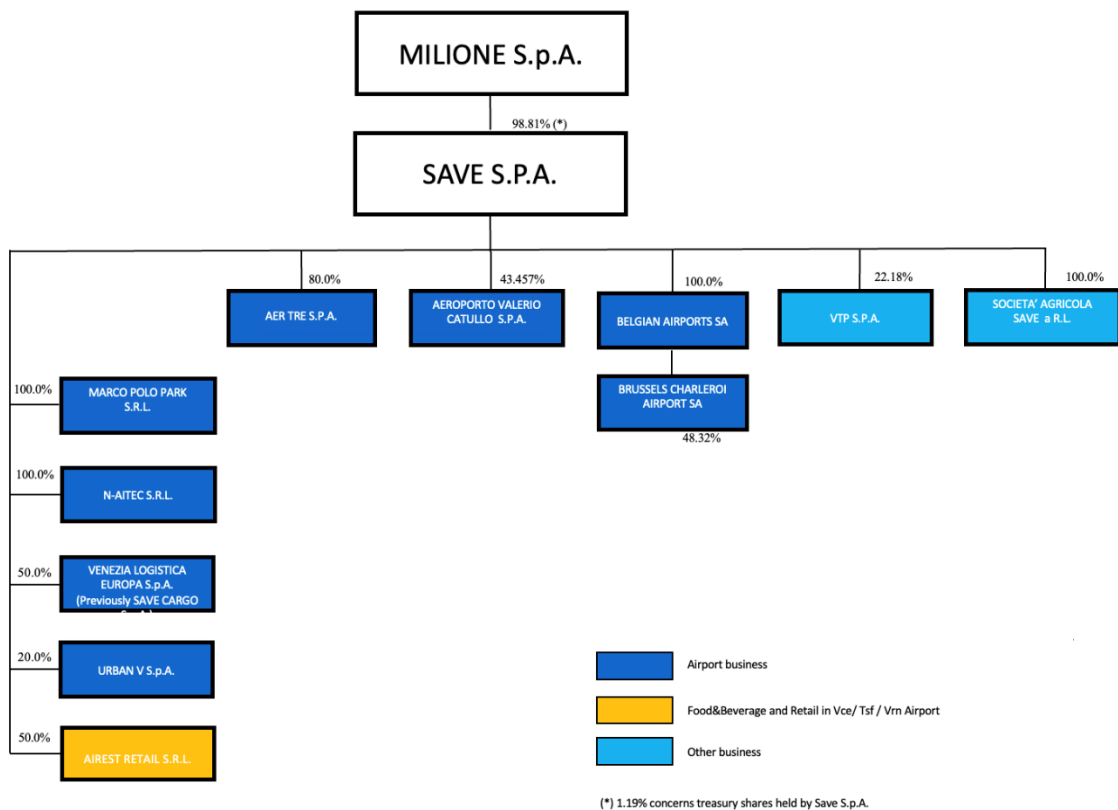 MILIONE S.p.A.
98.81% (*)
SAVE S.P.A.
80.0%
43.457%
100.0%
22.18%
100.0%
AER TRE S.P.A.
AEROPORTO VALERIO
CATULLO S.P.A.
BELGIAN AIRPORTS SA
VTP S.P.A.
SOCIETA' AGRICOLA
SAVE a R.L.
BRUSSELS CHARLEROI
AIRPORT SA
48.32%
100.0%
MARCO POLO PARK
S.R.L.
100.0%
N-AITEC S.R.L.
50.0%
VENEZIA LOGISTICA
EUROPA S.p.A.
(Previously SAVE CARGO
20.0%
URBAN V S.p.A.
50.0%
AIREST RETAIL S.R.L.
Airport business
Food&Beverage and Retail in Vce/ Tsf / Vrn Airport
Other business
(*) 1.19% concerns treasury shares held by Save S.p.A.